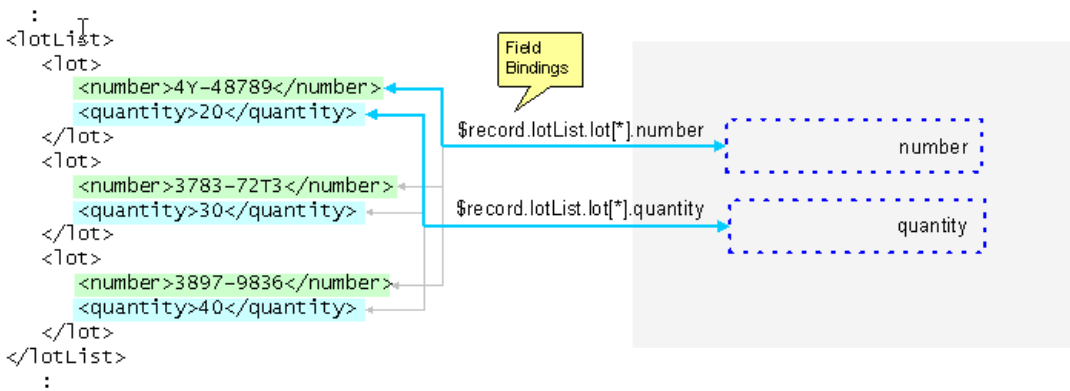 :
<lotList>
<lot>
<number>4Y-48789</number>
<quantity>20</quantity>
</lot>
<lot>
<number>3783-72T3</number>
<quantity>30</quantity>
</lot>
<lot>
<number>3897-9836</number>
<quantity>40</quantity>
</lot>
</lotList>
:
Field
Bindings
$record.lotList.lot[*].number
number
$record.lotList.lot[*].quantity
quantity